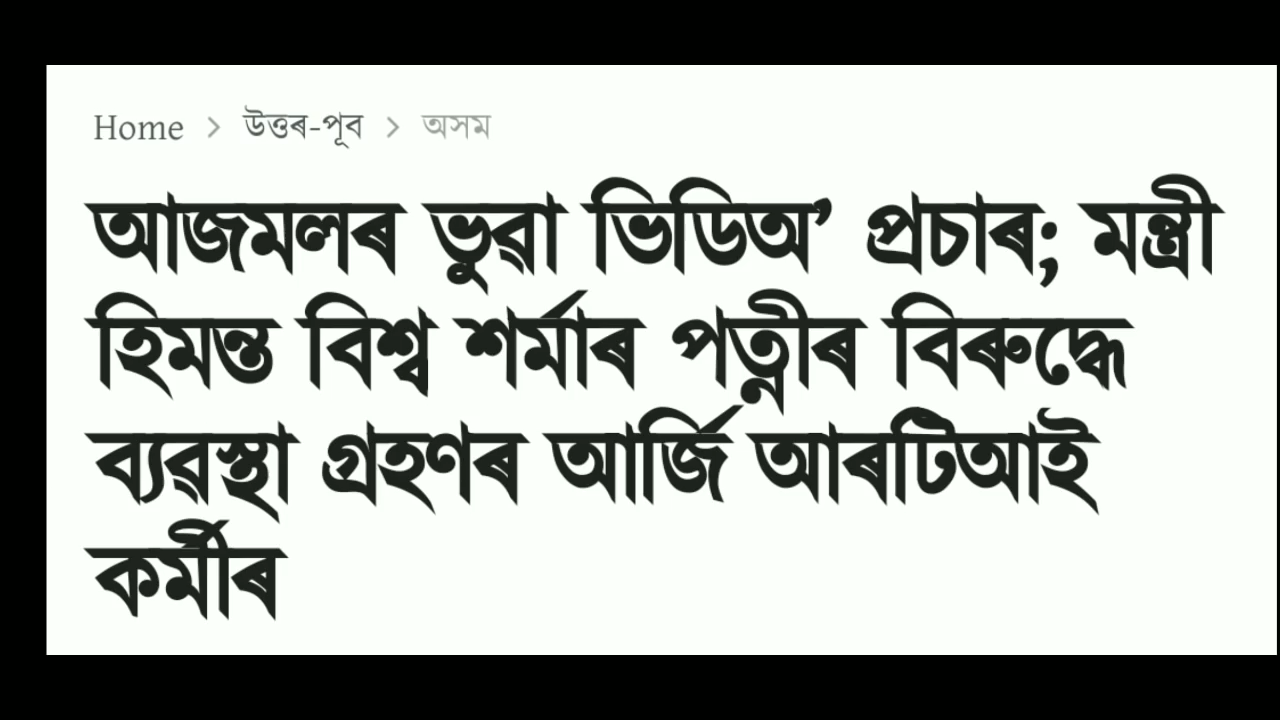 Home > উত্তৰ-পূব > অসম
আজমলৰ ভুৱা ভিডিঅ’ প্ৰচাৰ; মন্ত্ৰী
হিমন্ত বিশ্ব শৰ্মাৰ পত্নীৰ বিৰুদ্ধে
ব্যৱস্থা গ্ৰহণৰ আৰ্জি আৰটিআই
কৰ্মীৰ